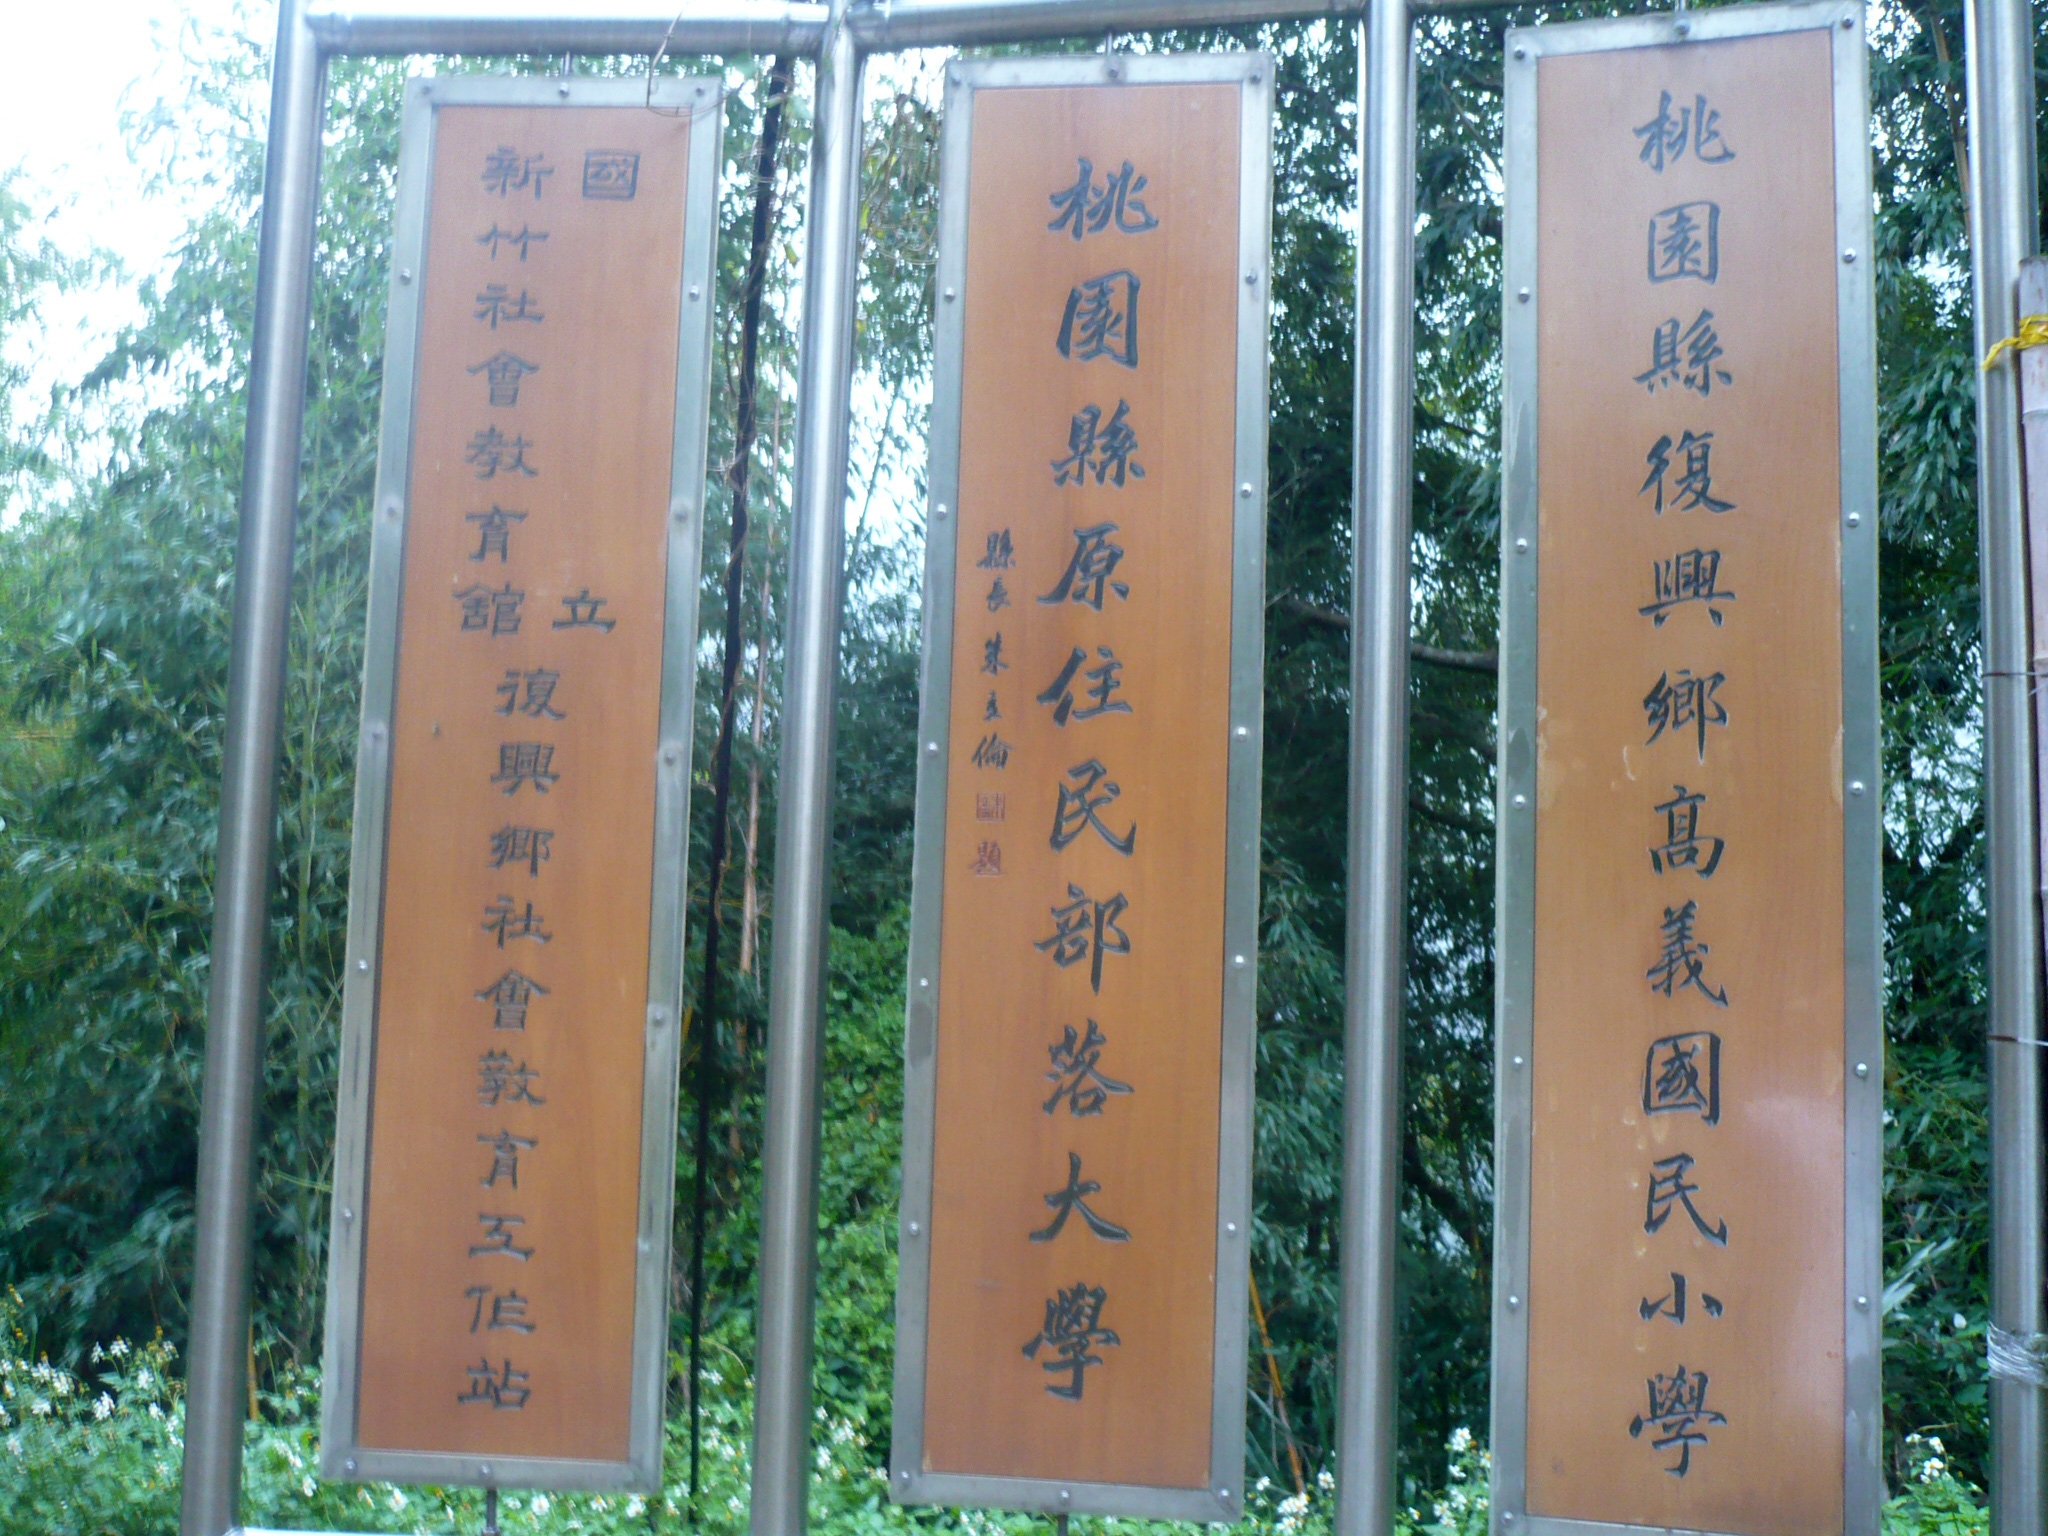 桃園縣復興鄉高義國民小學
桃園縣原住民部落大學
縣長朱立倫
題
國立
新竹社會教育館
復興鄉社會教育工作站